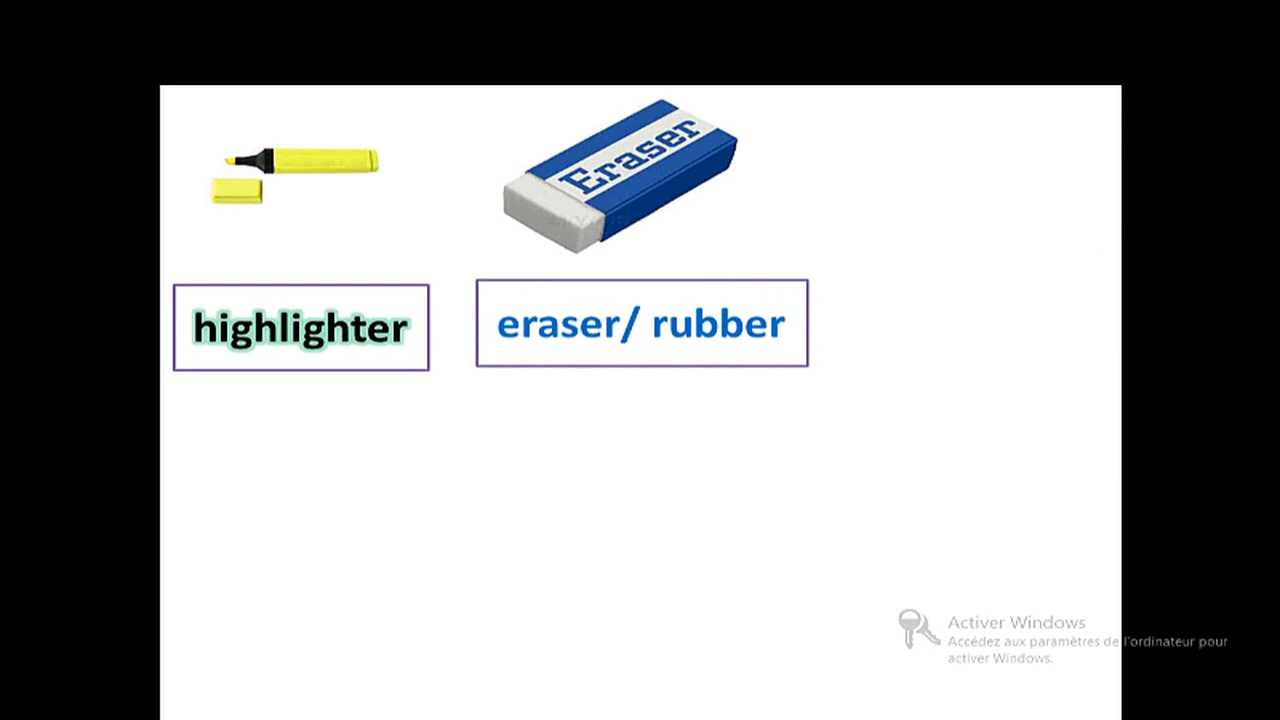 Eraser
highlighter
eraser/ rubber
Activer Windows
Accédez aux paramètres de l'ordinateur pour
activer Windows.